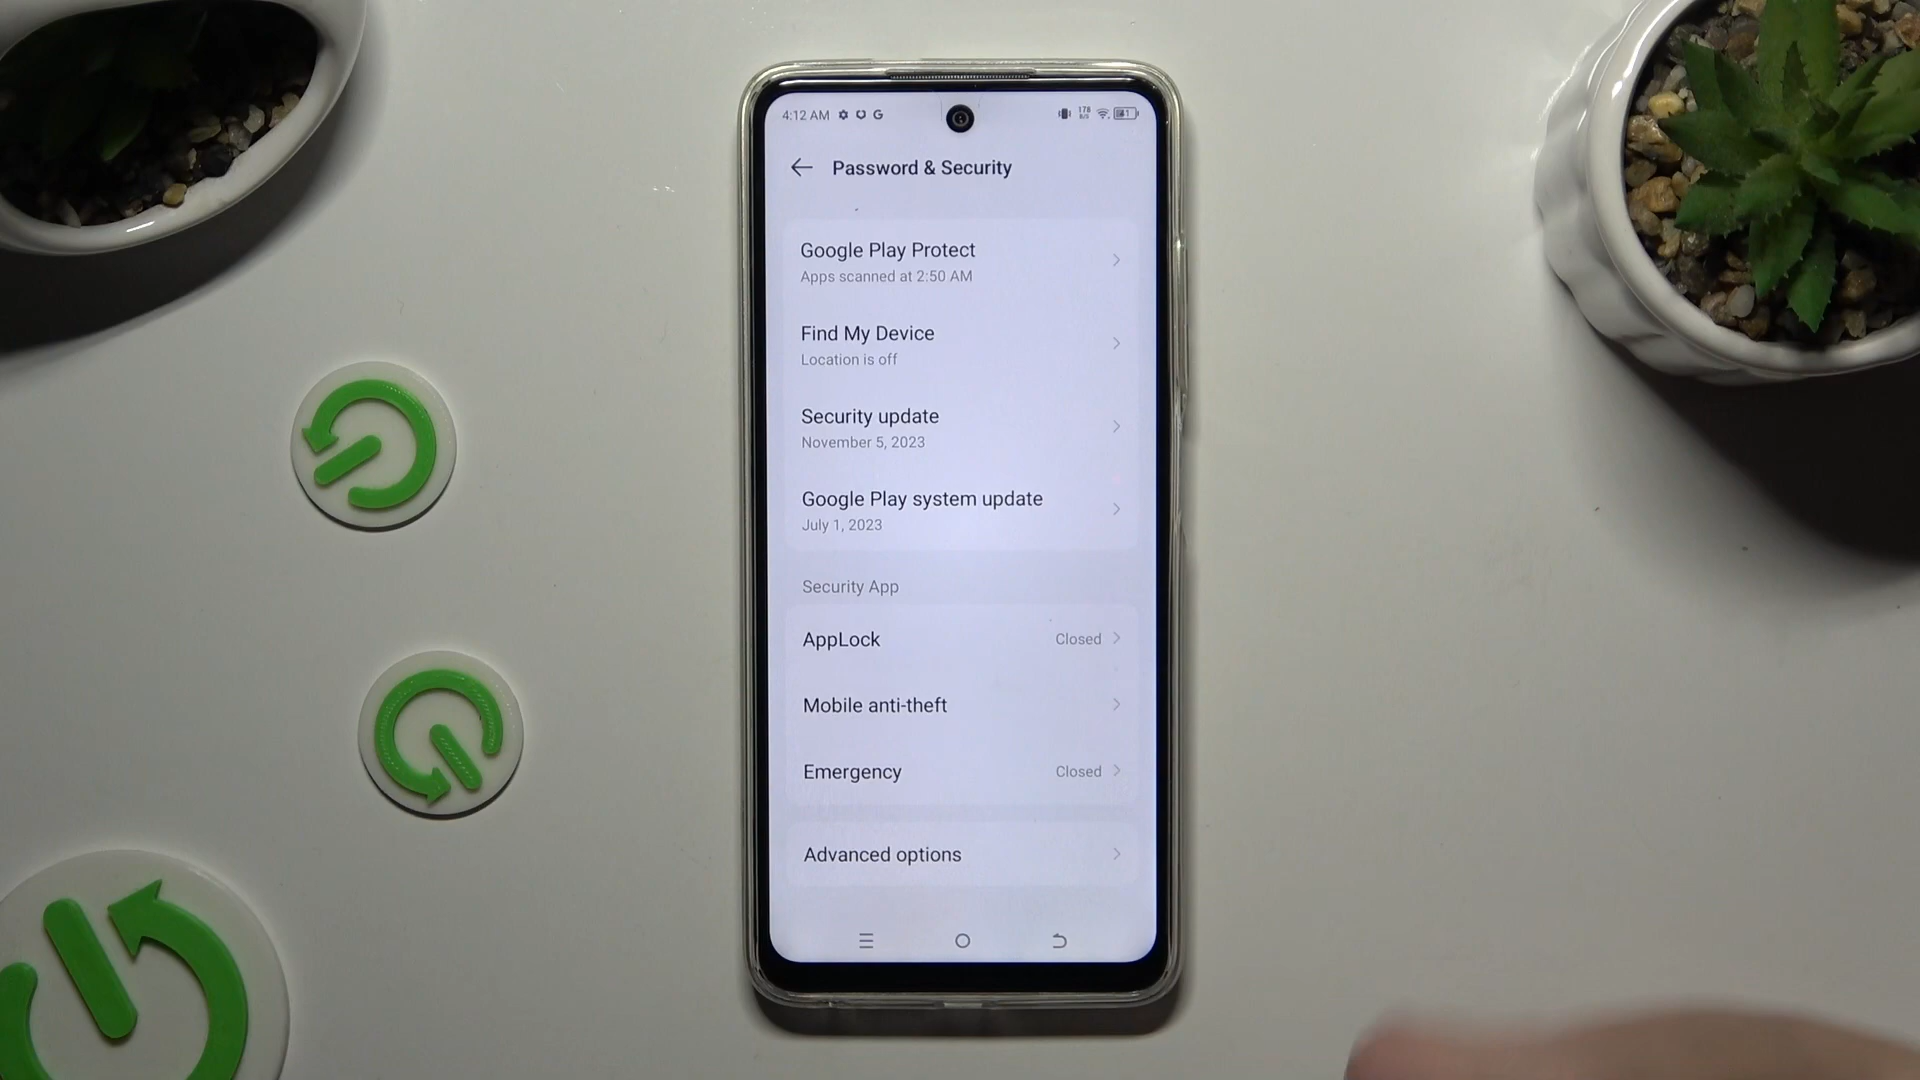 4:12 AM G 178 B/S
Password & Security
Google Play Protect
Apps scanned at 2:50 AM
Find My Device
Location is off
Security update
November 5, 2023
Google Play system update
July 1, 2023
Security App
AppLock Closed
Mobile anti-theft
Emergency Closed
Advanced options